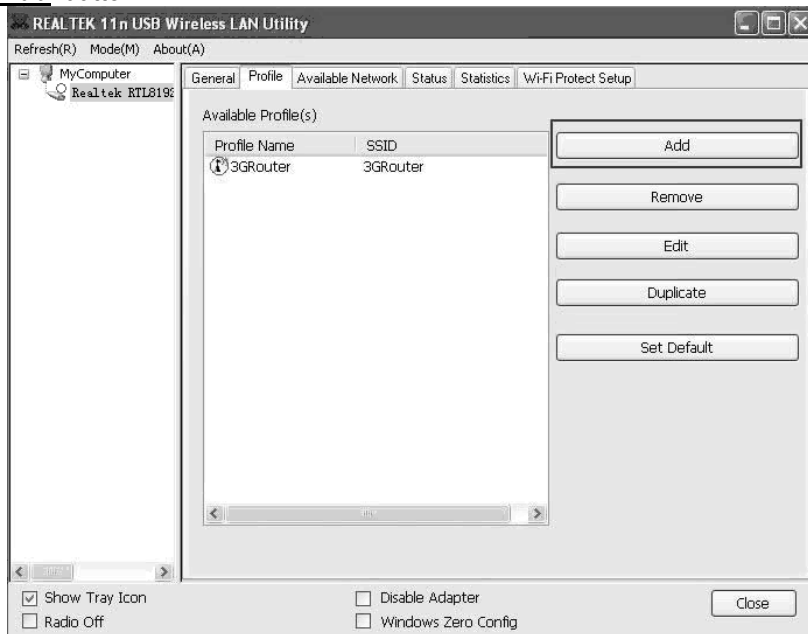 REALTEK 11n USB Wireless LAN Utility
Refresh(R) Mode(M) About(A)
MyComputer
Realtek RTL8192
General Profile Available Network Status Statistics Wi-Fi Protect Setup
Available Profile(s)
Profile Name SSID
3GRouter 3GRouter
Add
Remove
Edit
Duplicate
Set Default
Show Tray Icon Disable Adapter
Radio Off Windows Zero Config
Close